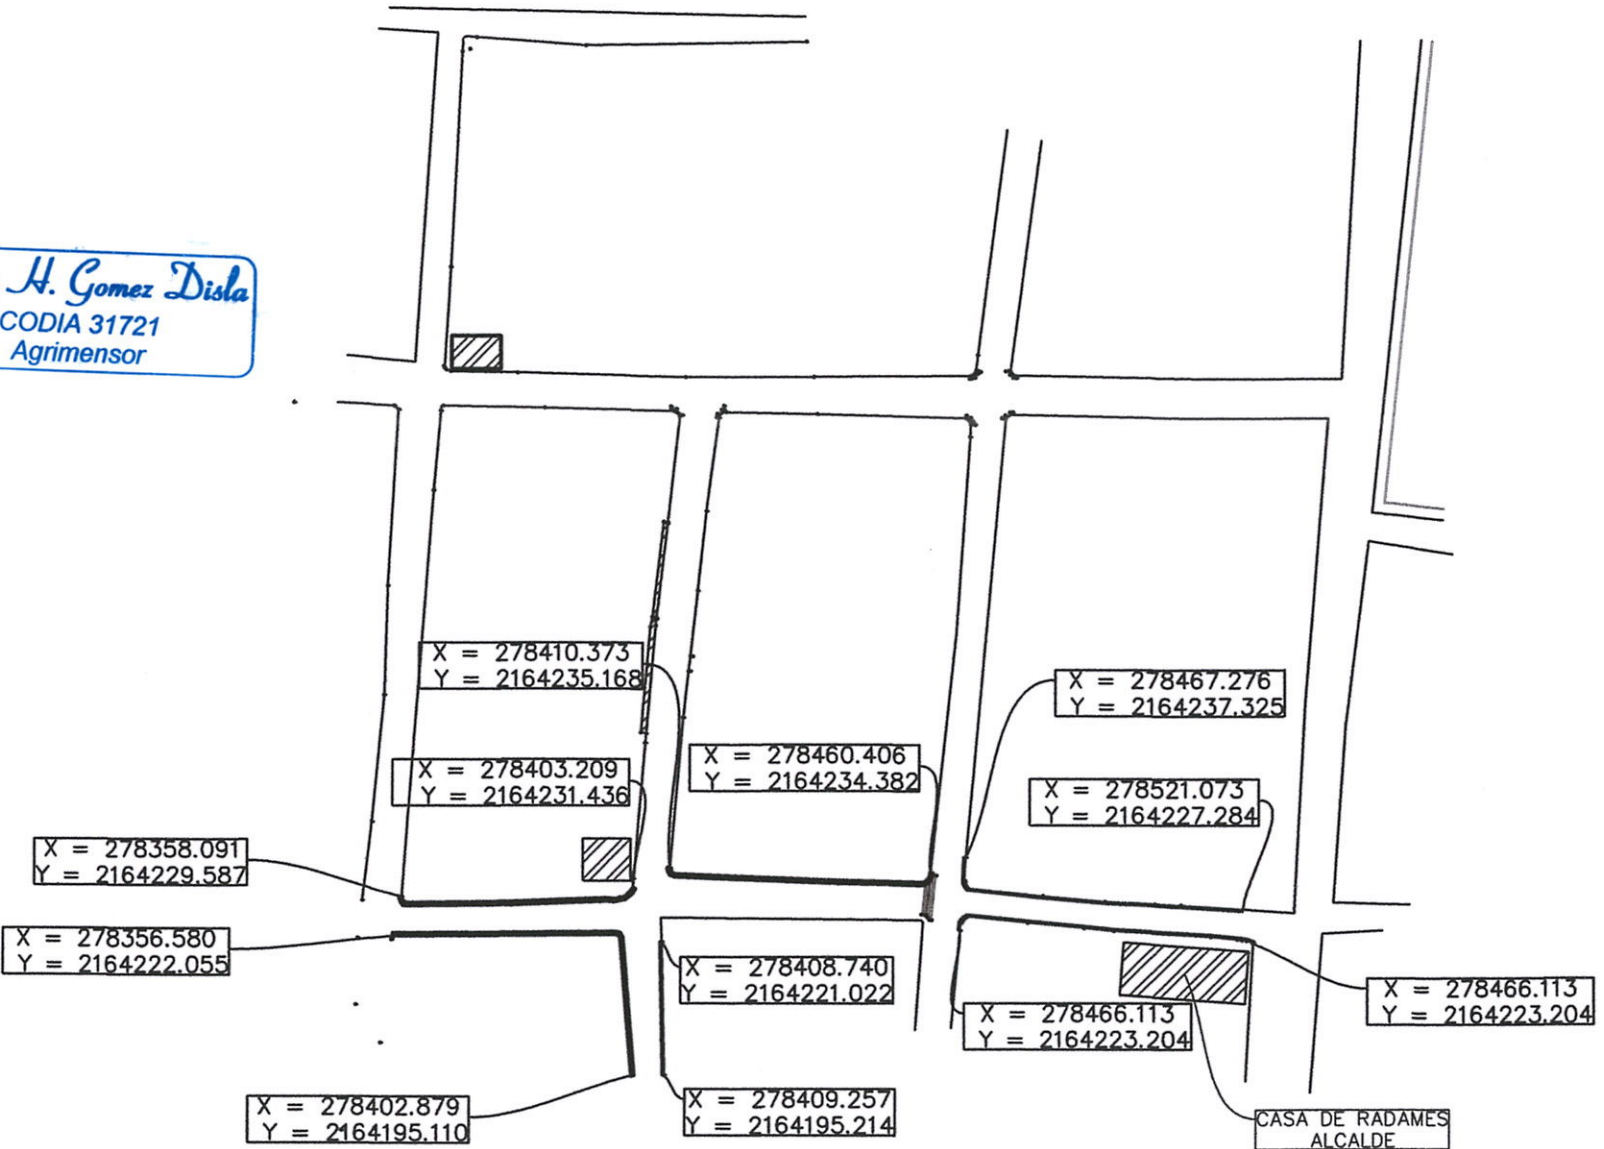 H. Gomez Disla
CODIA 31721
Agrimensor
X = 278410.373
Y = 2164235.168
X = 278467.276
Y = 2164237.325
X = 278403.209
Y = 2164231.436
X = 278460.406
Y = 2164234.382
X = 278521.073
Y = 2164227.284
X = 278358.091
Y = 2164229.587
X = 278356.580
Y = 2164222.055
X = 278408.740
Y = 2164221.022
X = 278466.113
Y = 2164223.204
X = 278466.113
Y = 2164223.204
X = 278402.879
Y = 2164195.110
X = 278409.257
Y = 2164195.214
CASA DE RADAMES
ALCALDE